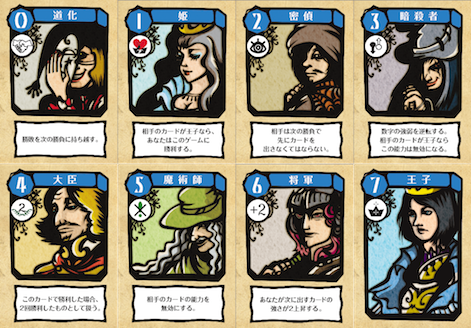 0 道化
勝敗を次の勝負に持ち越す。
1 姫
相手のカードが王子なら、
あなたはこのゲームに
勝利する。
2 密偵
相手は次の勝負で
先にカードを
出さなくてはならない。
3 暗殺者
数字の強弱を逆転する。
相手のカードが王子なら
この能力は無効になる。
4 大臣
2
このカードで勝利した場合、
2回勝利したものとして扱う。
5 魔術師
相手のカードの能力を
無効にする。
6 将軍
+2
あなたが次に出すカードの
強さが2上昇する。
7 王子